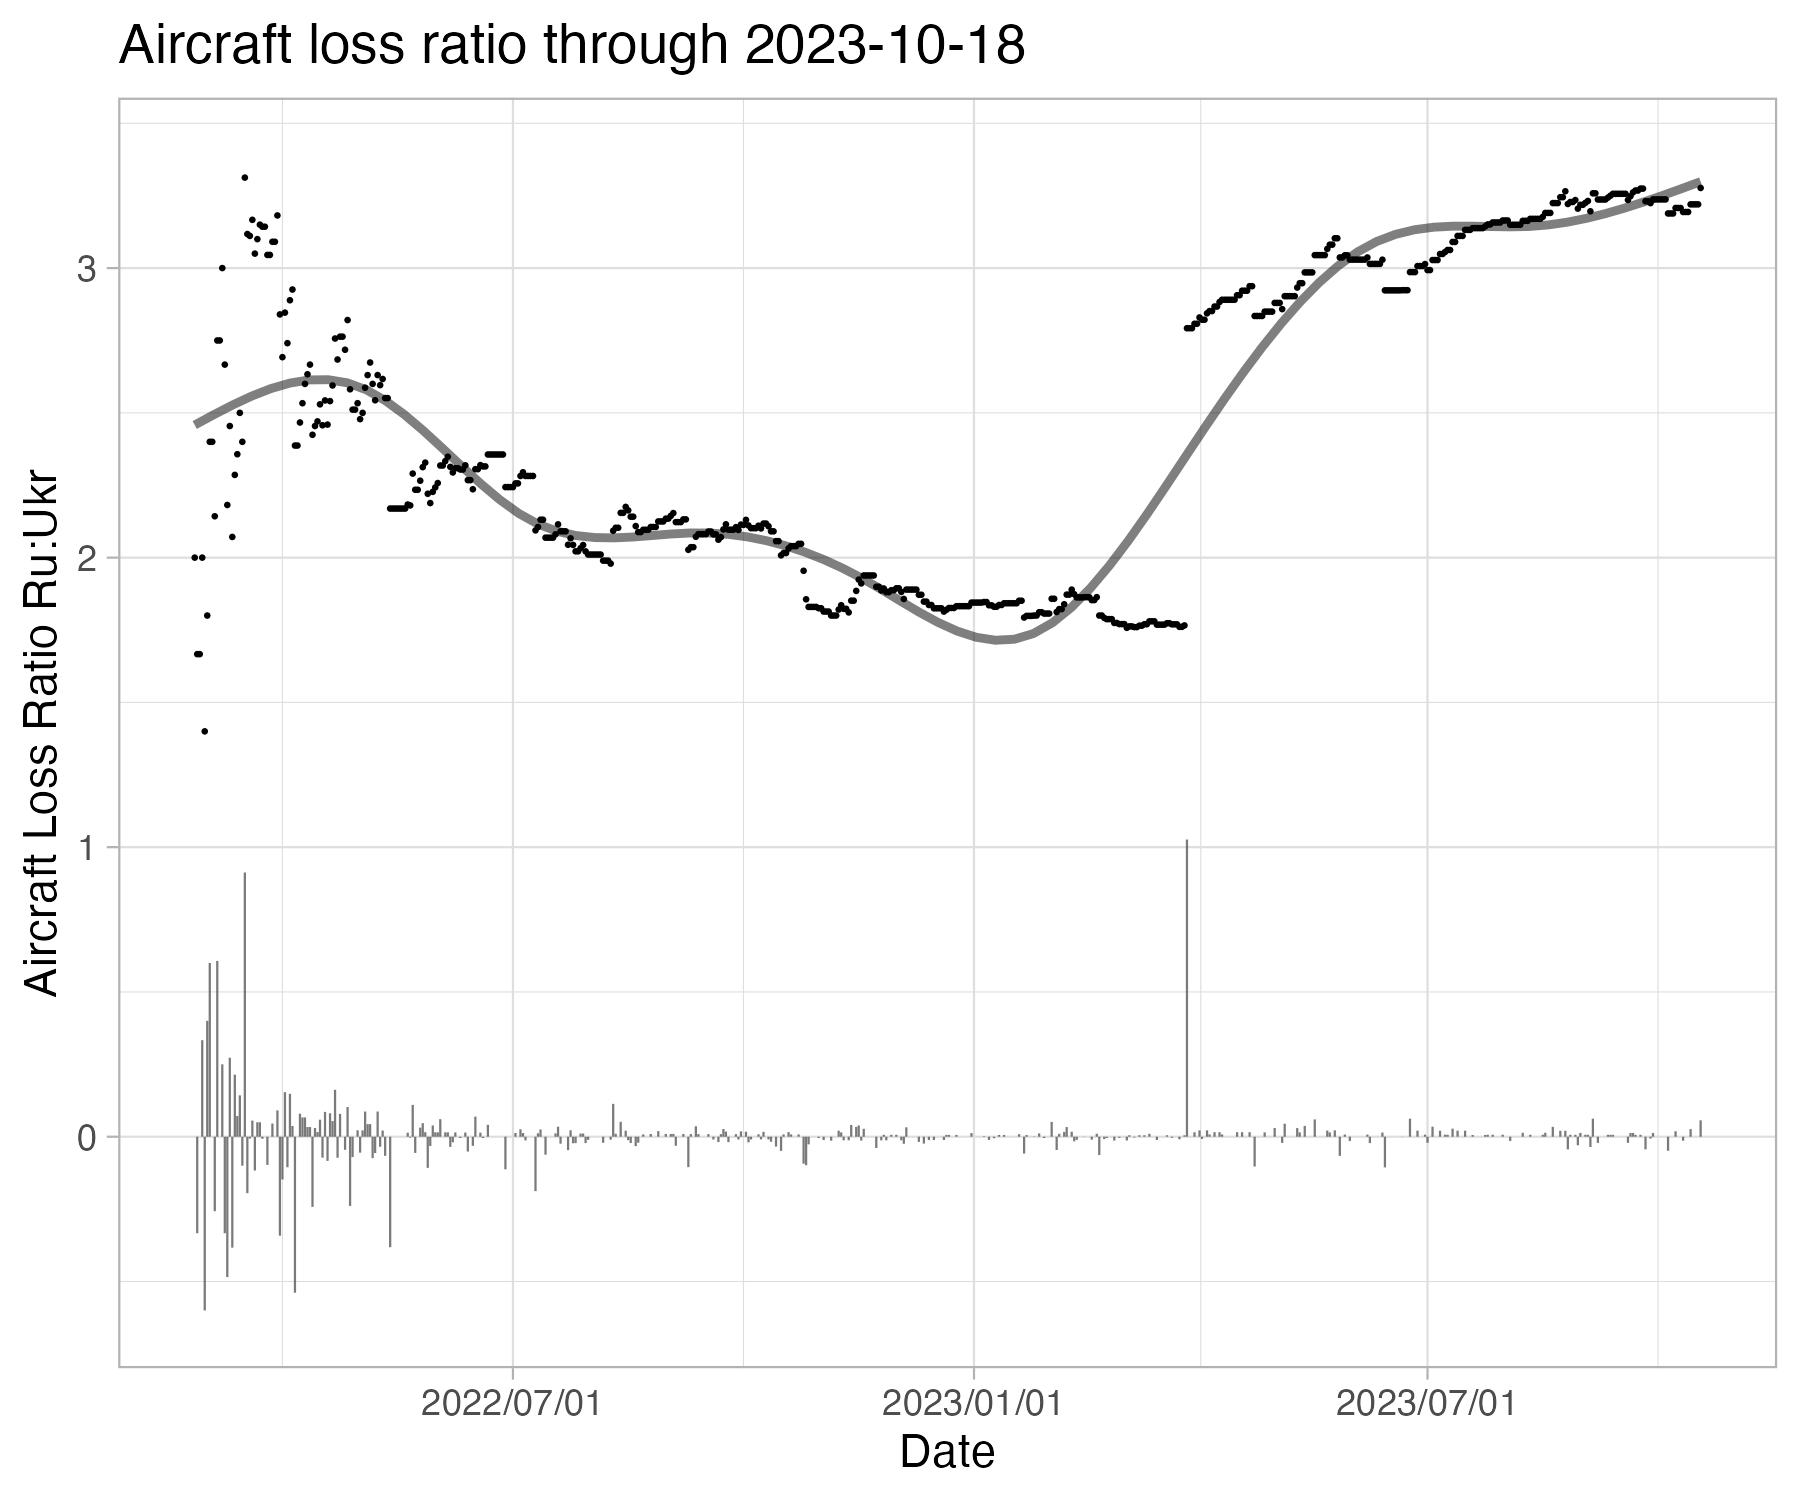 Aircraft loss ratio through 2023-10-18
Aircraft Loss Ratio Ru:Ukr
3
2
1
0
2022/07/01
2023/01/01
2023/07/01
Date